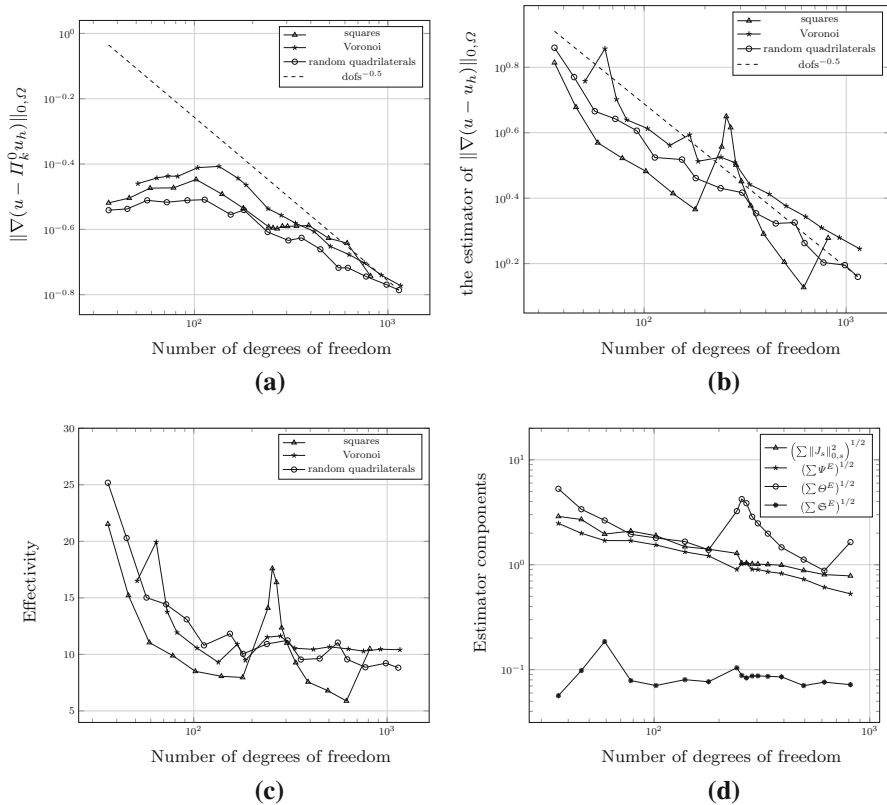 10^0
10^{-0.2}
10^{-0.4}
10^{-0.6}
10^{-0.8}
‖∇(u − Π_k^0 u_h)‖_{0,Ω}
squares
Voronoi
random quadrilaterals
dofs^{-0.5}
10^2
10^3
Number of degrees of freedom
(a)
10^{0.8}
10^{0.6}
10^{0.4}
10^{0.2}
the estimator of ‖∇(u − u_h)‖_{0,Ω}
squares
Voronoi
random quadrilaterals
dofs^{-0.5}
10^2
10^3
Number of degrees of freedom
(b)
30
25
20
15
10
5
Effectivity
squares
Voronoi
random quadrilaterals
10^2
10^3
Number of degrees of freedom
(c)
10^1
10^0
10^{-1}
Estimator components
(∑ ‖J_s‖_{0,s}^2)^{1/2}
(∑ Ψ^E)^{1/2}
(∑ Θ^E)^{1/2}
(∑ 𝔖^E)^{1/2}
10^2
10^3
Number of degrees of freedom
(d)